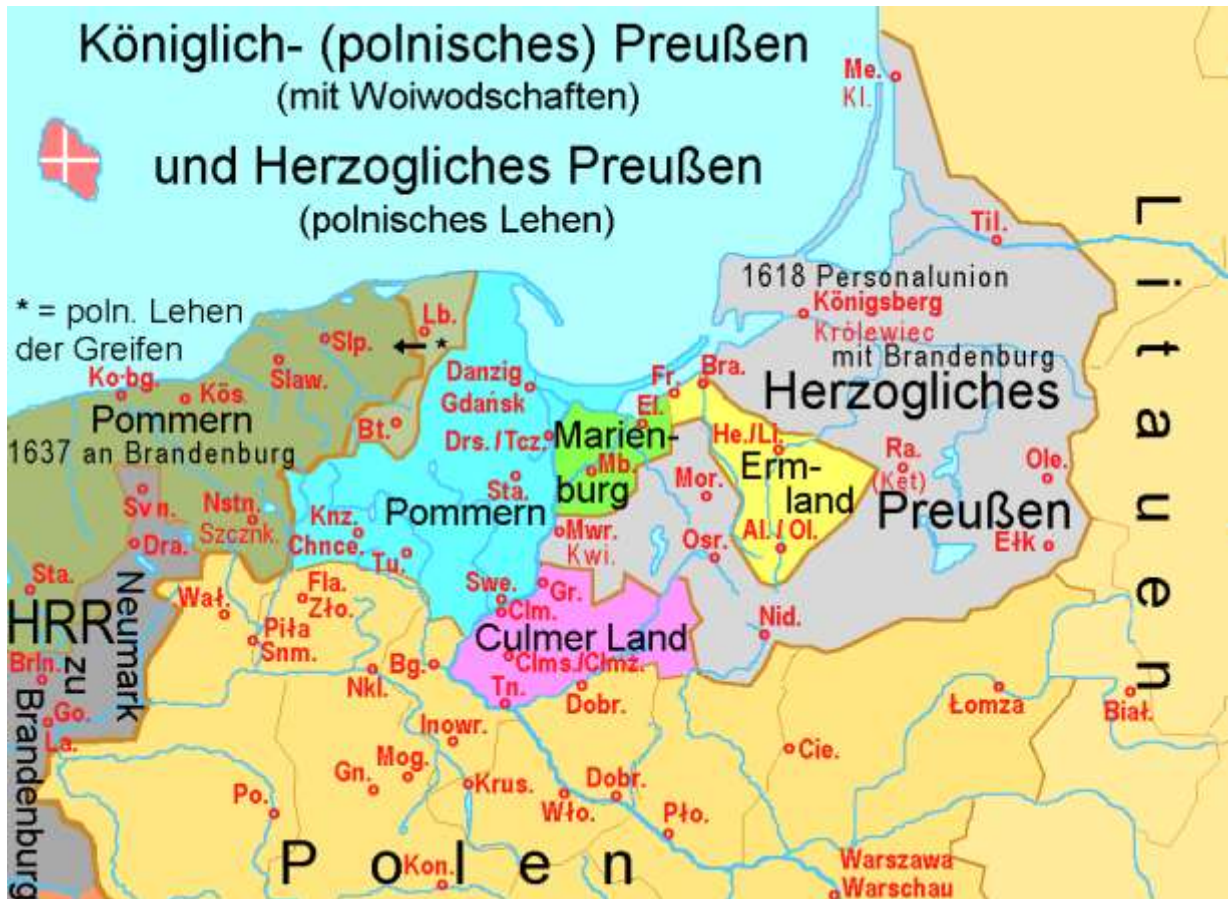 Königlich- (polnisches) Preußen
(mit Woiwodschaften)
und Herzogliches Preußen
(polnisches Lehen)
* = poln. Lehen
der Greifen
Me.
Kl.
Litauen
Til.
1618 Personalunion
Königsberg
Królewiec
mit Brandenburg
Herzogliches
Preußen
Lb.
*
Slp.
Slaw.
Ko·bg.
Kös.
Pommern
1637 an Brandenburg
Bt.
Danzig
Gdańsk
Drs./Tcz.
Fr.
Bra.
El.
Marien-
burg
Mb.
He./Li.
Erm-
land
Al./Ol.
Ra.
(Kęt)
Ole.
Ełk
Mor.
Osr.
Sta.
Pommern
Svn.
Nstn.
Szcznk.
Dra.
Knz.
Chnce.
Tu.
Mwr.
Kwi.
Sta.
HRR
zu
Brandenburg
Neumark
Brln.
Go.
La.
Wał.
Fla.
Zło.
Piła
Snm.
Swe.
Clm.
Gr.
Culmer Land
Clms./Clmż.
Nid.
Nkl.
Bg.
Tn.
Dobr.
Łomza
Biał.
Inowr.
Mog.
Gn.
Krus.
Cie.
Po.
Wło.
Dobr.
Pło.
Polen
Kon.
Warszawa
Warschau